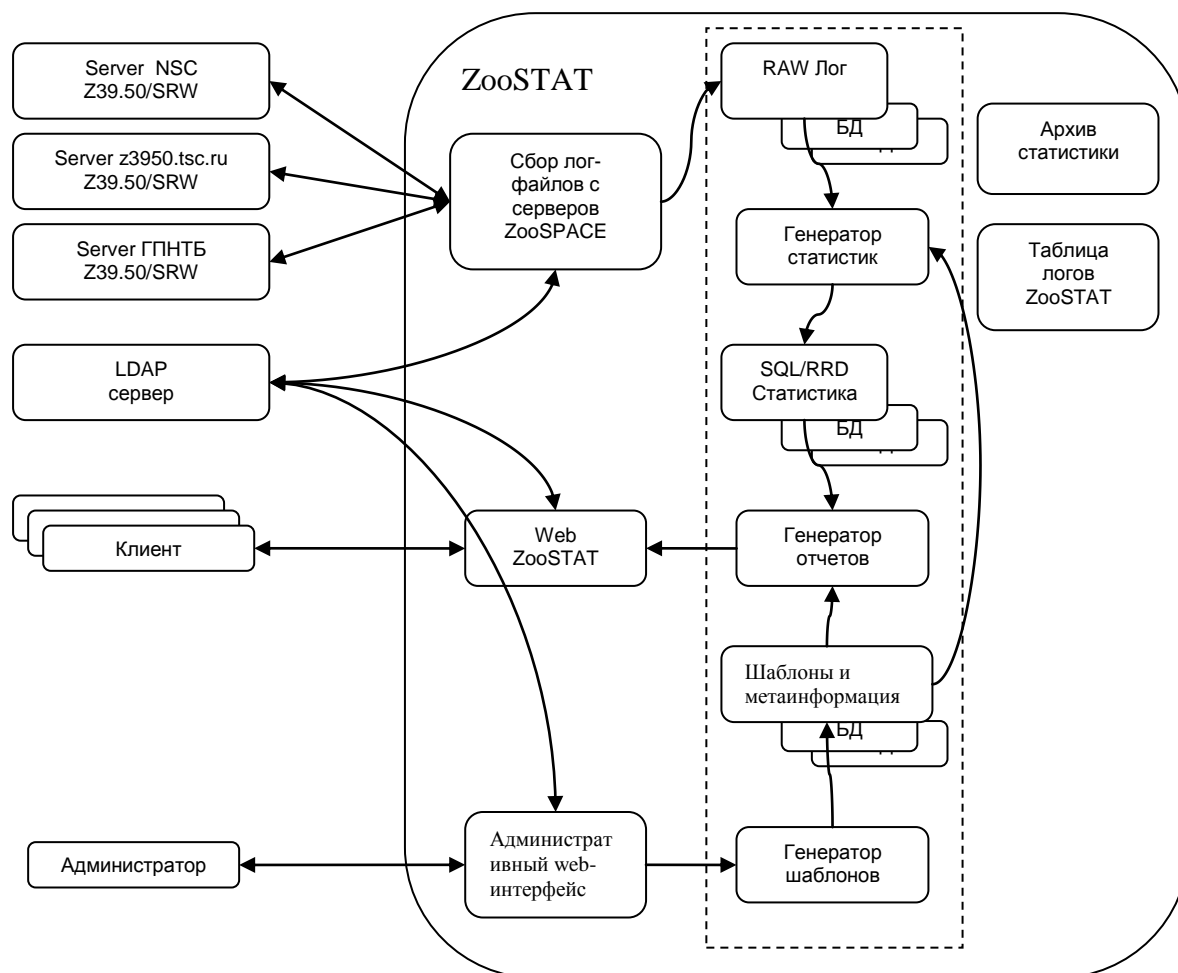 Server NSC
Z39.50/SRW
Server z3950.tsc.ru
Z39.50/SRW
Server ГПНТБ
Z39.50/SRW
LDAP
сервер
Клиент
Администратор
ZooSTAT
Сбор лог-
файлов с
серверов
ZooSPACE
Web
ZooSTAT
Администрат
ивный web-
интерфейс
RAW Лог
БД
Генератор
статистик
SQL/RRD
Статистика
БД
Генератор
отчетов
Шаблоны и
метаинформация
БД
Генератор
шаблонов
Архив
статистики
Таблица
логов
ZooSTAT